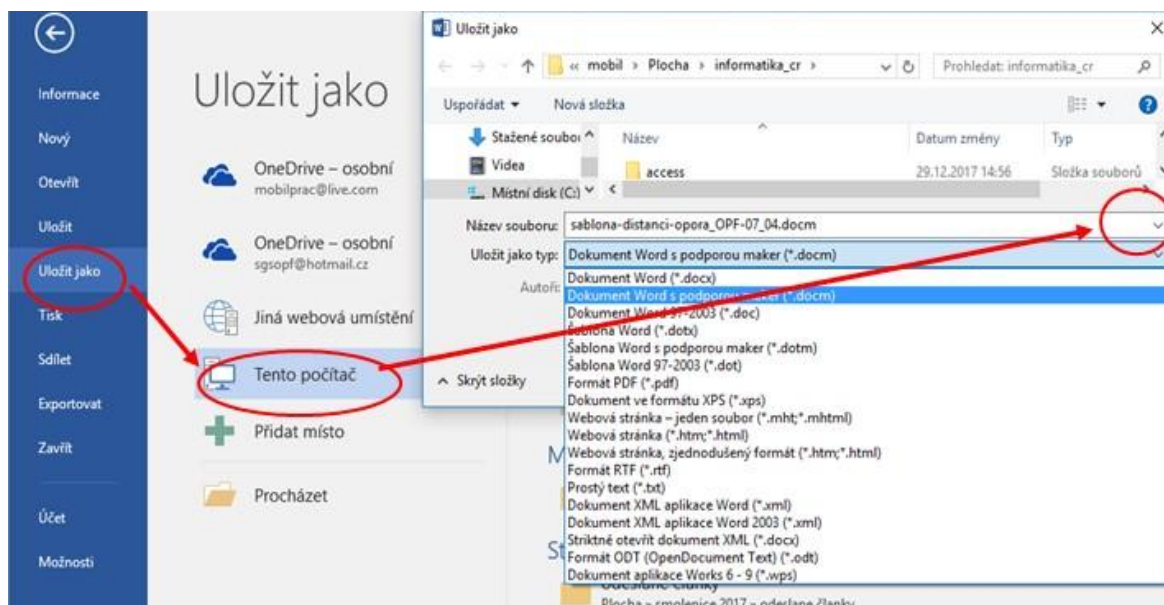 Informace
Nový
Otevřít
Uložit
Uložit jako
Tisk
Sdílet
Exportovat
Zavřít
Účet
Možnosti
Uložit jako
OneDrive – osobní
mobilprac@live.com
OneDrive – osobní
sgsopf@hotmail.cz
Jiná webová umístění
Tento počítač
Přidat místo
Procházet
Uložit jako
« mobil › Plocha › informatika_cr ›
Prohledat: informatika_cr
Uspořádat
Nová složka
Název
Datum změny
Typ
Stažené soubor
Videa
Místní disk (C:)
access
29.12.2017 14:56
Složka souborů
Název souboru: sablona-distanci-opora_OPF-07_04.docm
Uložit jako typ: Dokument Word s podporou maker (*.docm)
Autoři:
Dokument Word (*.docx)
Dokument Word s podporou maker (*.docm)
Dokument Word 97-2003 (*.doc)
Šablona Word (*.dotx)
Šablona Word s podporou maker (*.dotm)
Šablona Word 97-2003 (*.dot)
Formát PDF (*.pdf)
Dokument ve formátu XPS (*.xps)
Webová stránka – jeden soubor (*.mht;*.mhtml)
Webová stránka (*.htm;*.html)
Webová stránka, zjednodušený formát (*.htm;*.html)
Formát RTF (*.rtf)
Prostý text (*.txt)
Dokument XML aplikace Word (*.xml)
Dokument XML aplikace Word 2003 (*.xml)
Striktně otevřít dokument XML (*.docx)
Formát ODT (OpenDocument Text) (*.odt)
Dokument aplikace Works 6 - 9 (*.wps)
Skrýt složky
M
St
Plocha » smolenice 2017 » odeslane članky